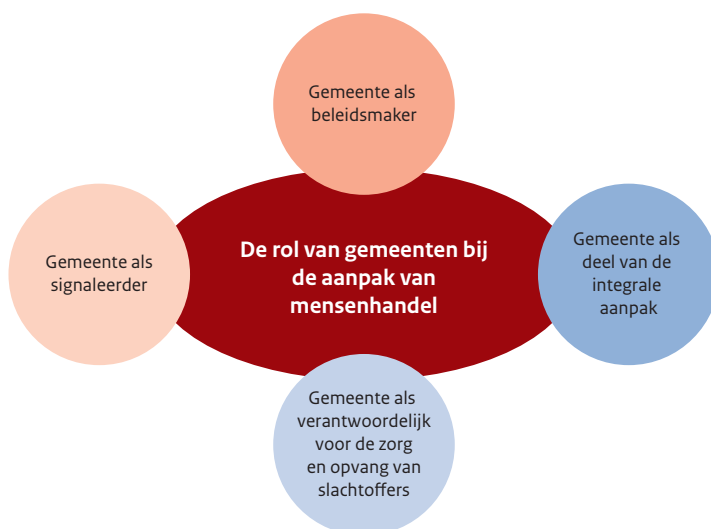 Gemeente als
beleidsmaker
Gemeente als
signaleerder
De rol van gemeenten bij
de aanpak van
mensenhandel
Gemeente als
deel van de
integrale
aanpak
Gemeente als
verantwoordelijk
voor de zorg
en opvang van
slachtoffers